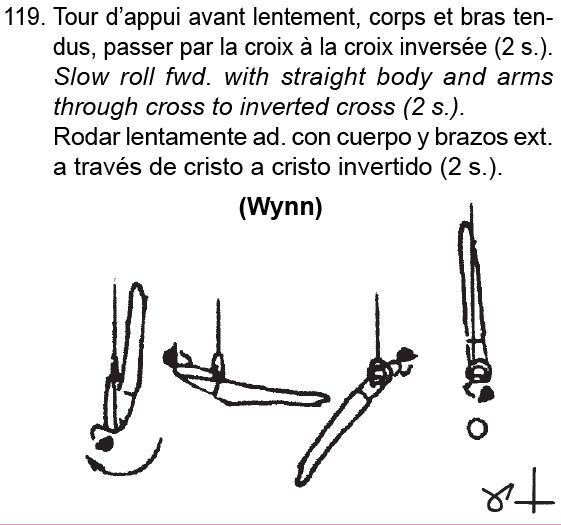 119. Tour d’appui avant lentement, corps et bras ten-
dus, passer par la croix à la croix inversée (2 s.).
Slow roll fwd. with straight body and arms
through cross to inverted cross (2 s.).
Rodar lentamente ad. con cuerpo y brazos ext.
a través de cristo a cristo invertido (2 s.).
(Wynn)